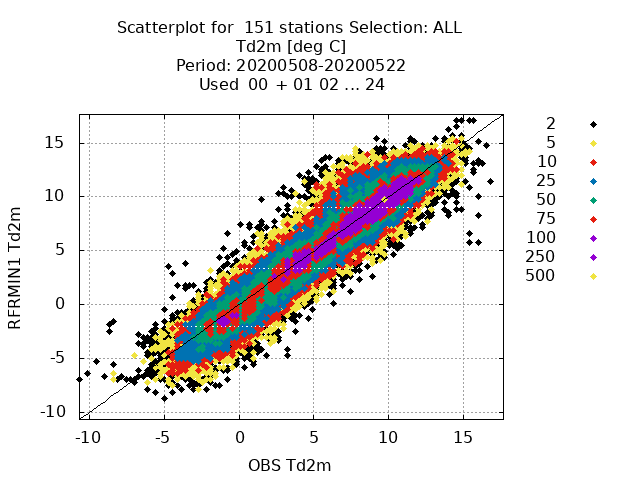 Scatterplot for  151 stations Selection: ALL
Td2m [deg C]
Period: 20200508-20200522
Used  00 + 01 02 ... 24
2
5
10
25
50
75
100
250
500
15
10
5
0
-5
-10
RFRMIN1 Td2m
-10 -5 0 5 10 15
OBS Td2m